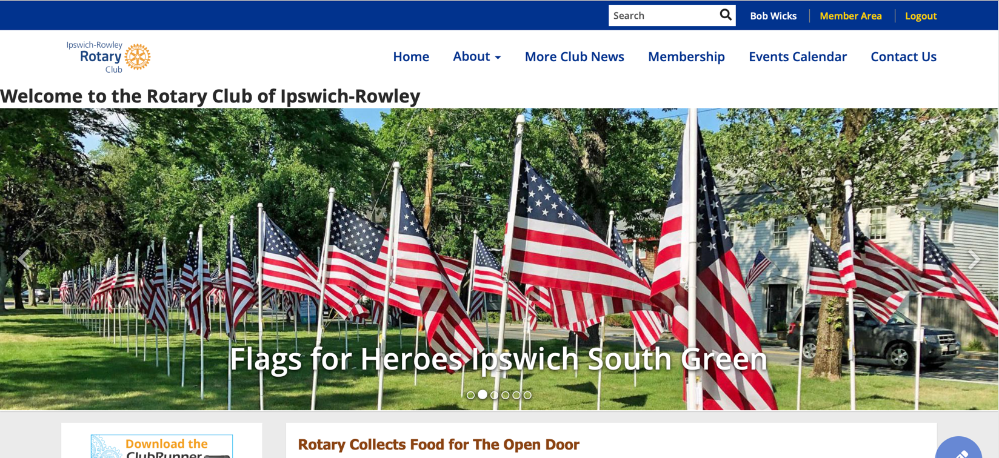 Search
Bob Wicks
Member Area
Logout
Ipswich-Rowley
Rotary
Club
Home
About
More Club News
Membership
Events Calendar
Contact Us
Welcome to the Rotary Club of Ipswich-Rowley
Flags for Heroes Ipswich South Green
Download the
ClubRunner
Rotary Collects Food for The Open Door